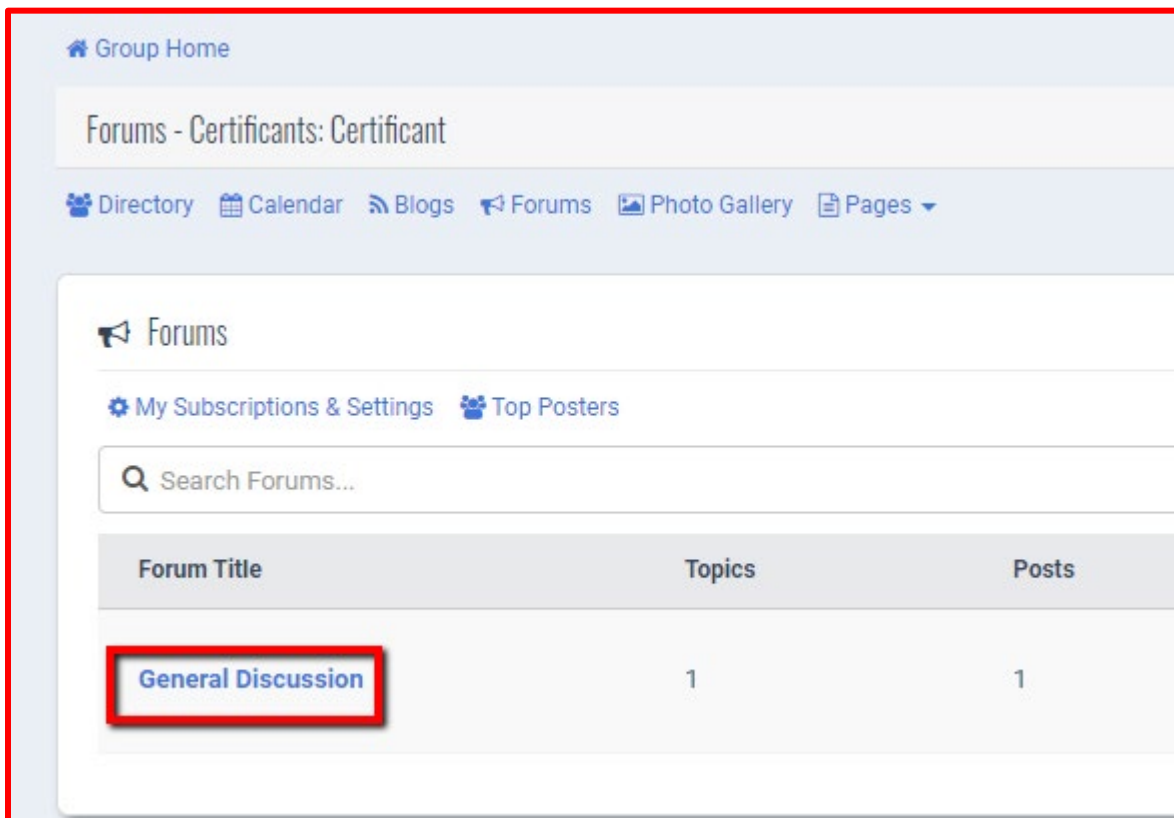 Group Home
Forums - Certificants: Certificant
Directory Calendar Blogs Forums Photo Gallery Pages
Forums
My Subscriptions & Settings Top Posters
Search Forums...
Forum Title Topics Posts
General Discussion 1 1